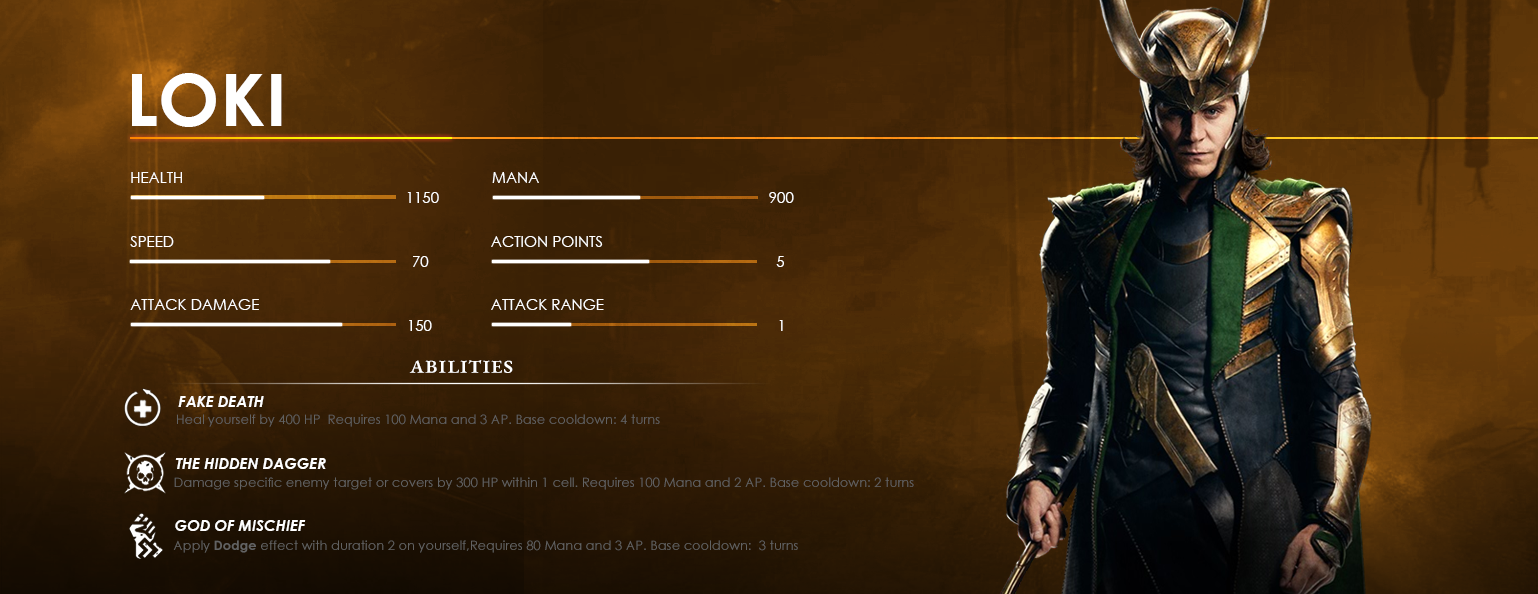 LOKI
HEALTH
1150
MANA
900
SPEED
70
ACTION POINTS
5
ATTACK DAMAGE
150
ATTACK RANGE
1
ABILITIES
FAKE DEATH
Heal yourself by 400 HP  Requires 100 Mana and 3 AP. Base cooldown: 4 turns
THE HIDDEN DAGGER
Damage specific enemy target or covers by 300 HP within 1 cell. Requires 100 Mana and 2 AP. Base cooldown: 2 turns
GOD OF MISCHIEF
Apply Dodge effect with duration 2 on yourself,Requires 80 Mana and 3 AP. Base cooldown:  3 turns